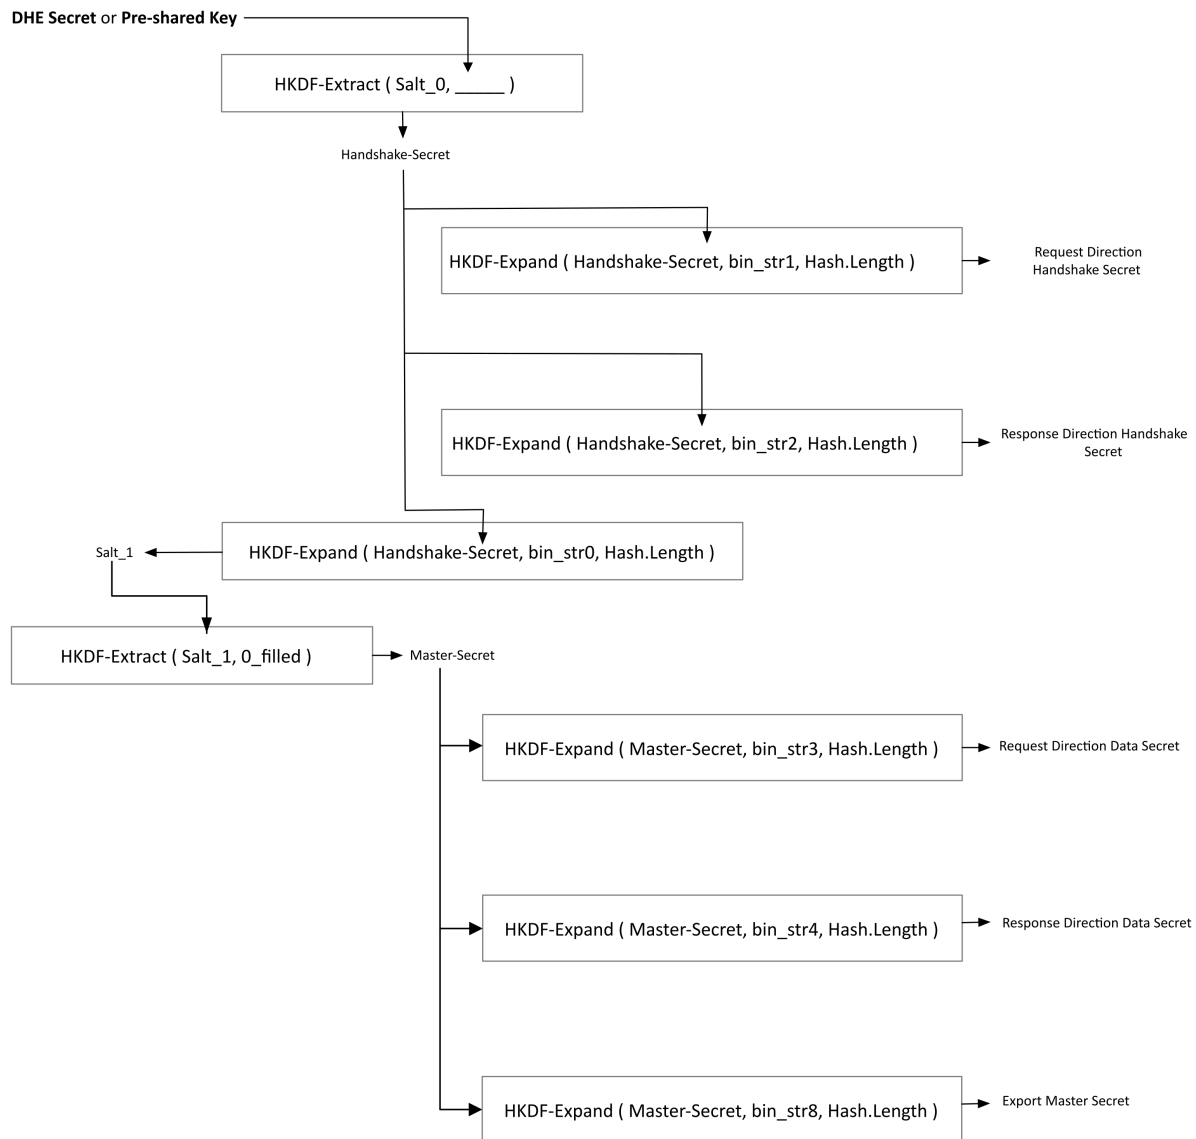 DHE Secret or Pre-shared Key
HKDF-Extract ( Salt_0, _____ )
Handshake-Secret
HKDF-Expand ( Handshake-Secret, bin_str1, Hash.Length )
Request Direction
Handshake Secret
HKDF-Expand ( Handshake-Secret, bin_str2, Hash.Length )
Response Direction Handshake
Secret
Salt_1
HKDF-Expand ( Handshake-Secret, bin_str0, Hash.Length )
HKDF-Extract ( Salt_1, 0_filled )
Master-Secret
HKDF-Expand ( Master-Secret, bin_str3, Hash.Length )
Request Direction Data Secret
HKDF-Expand ( Master-Secret, bin_str4, Hash.Length )
Response Direction Data Secret
HKDF-Expand ( Master-Secret, bin_str8, Hash.Length )
Export Master Secret